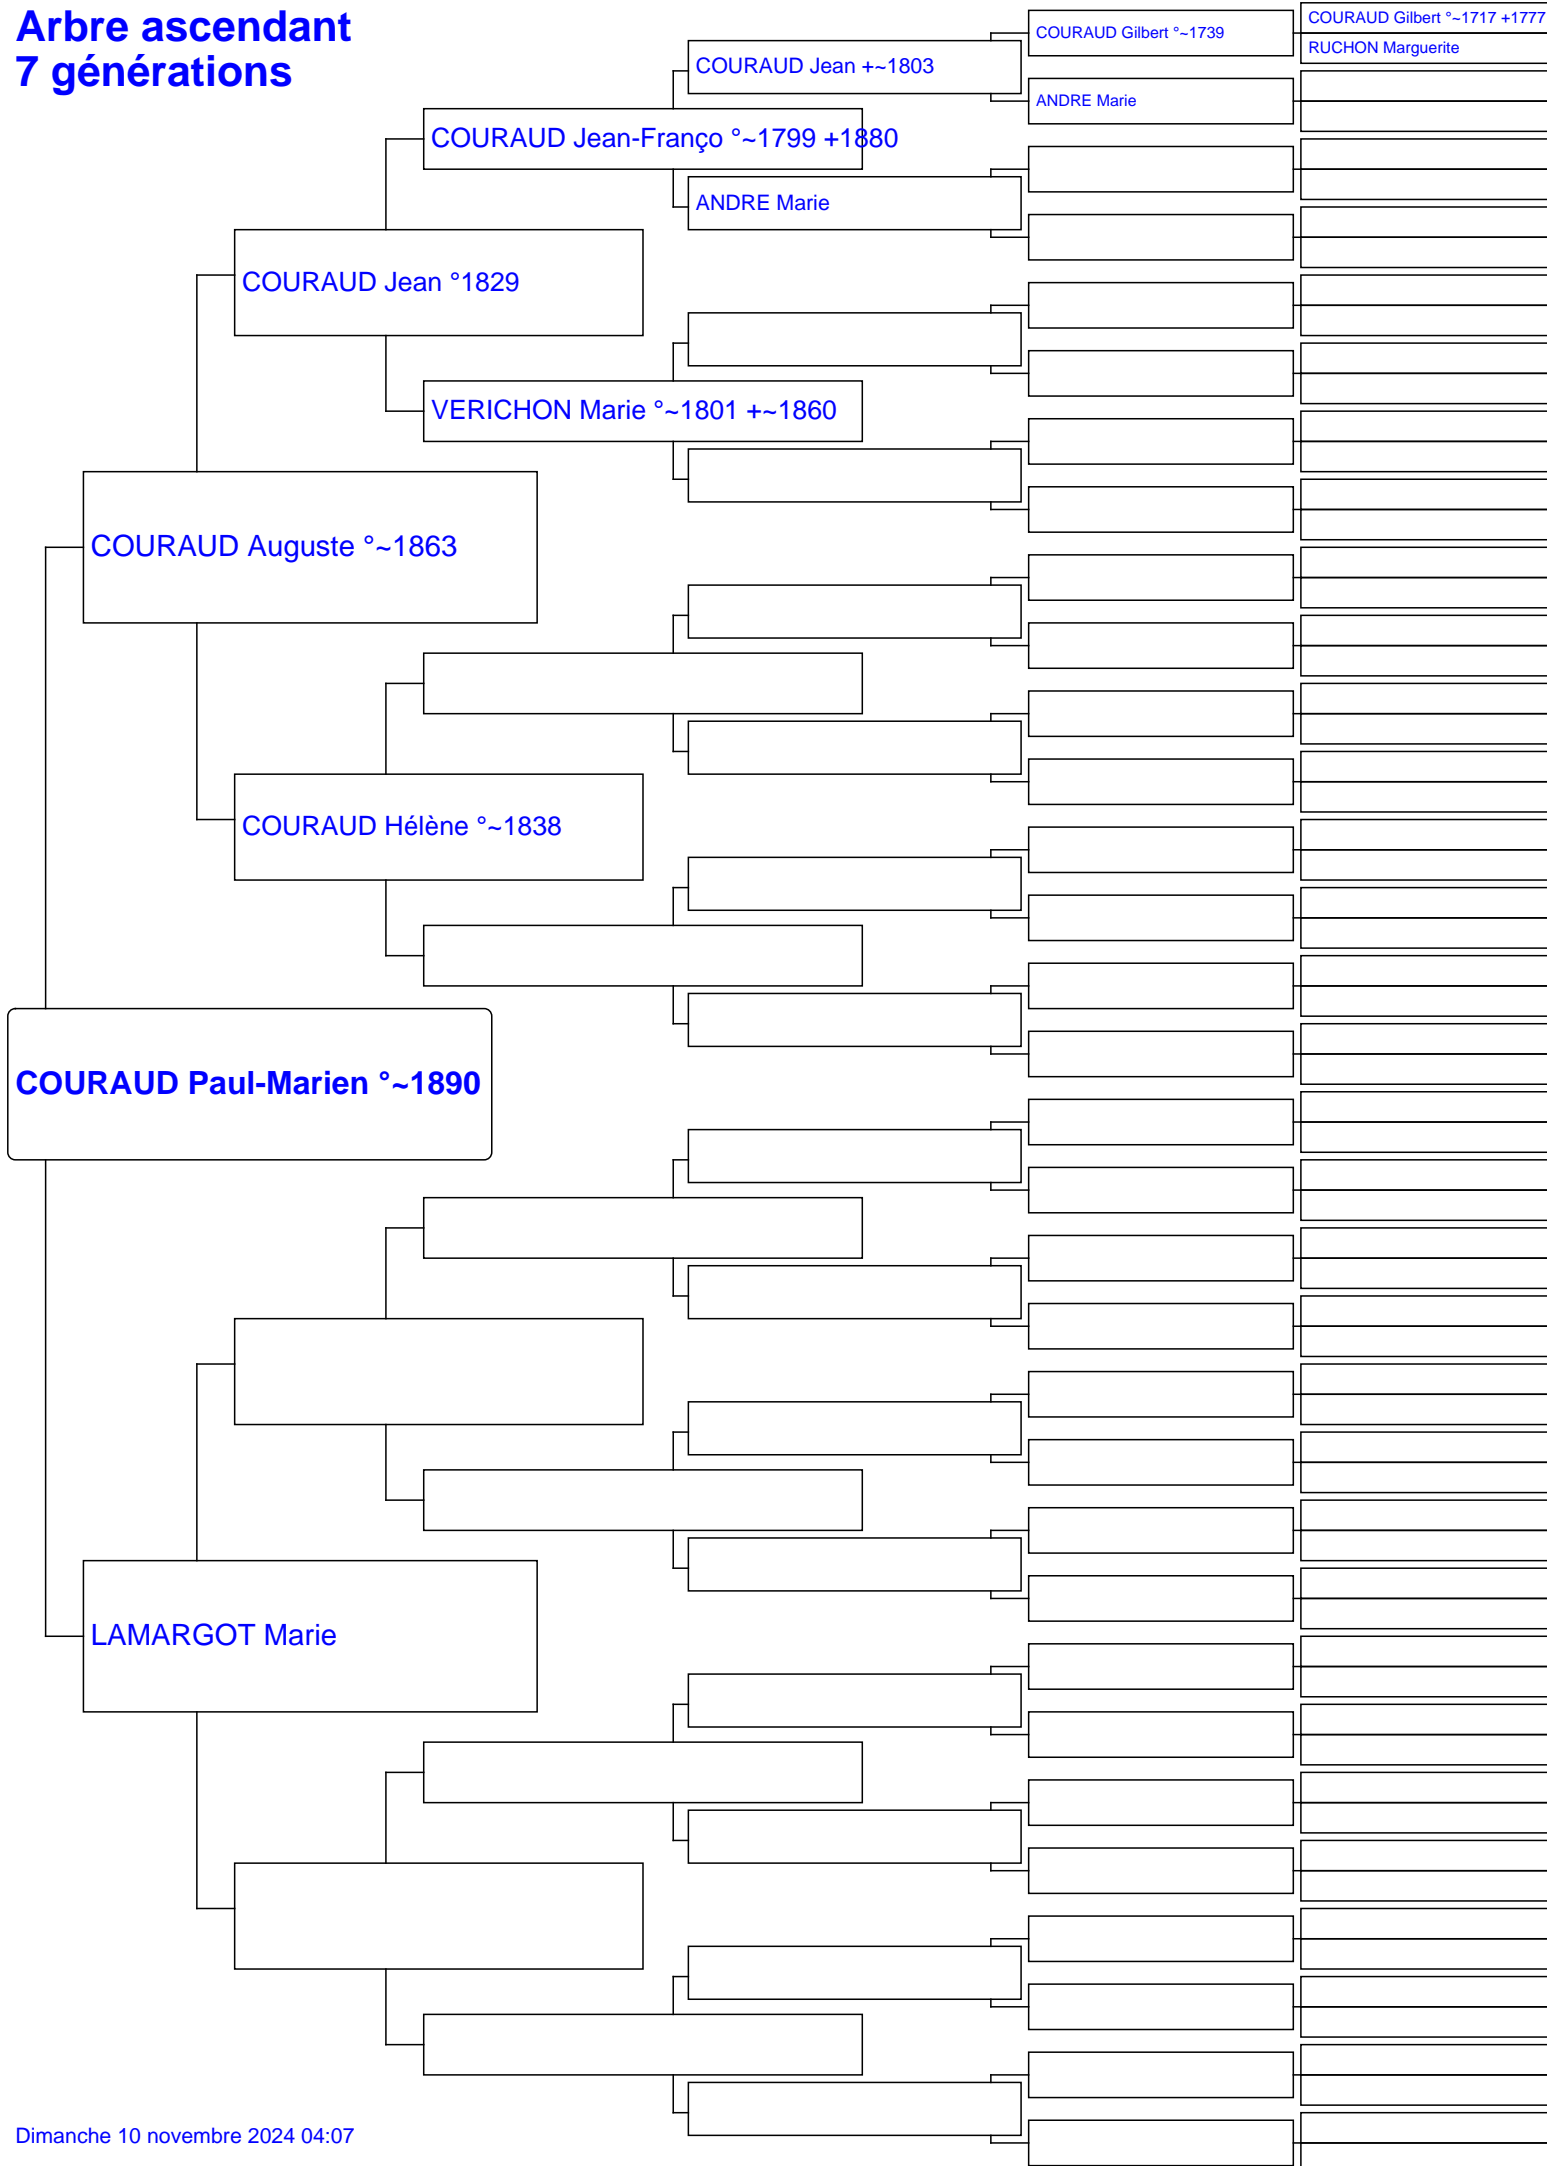 Arbre ascendant
7 générations
COURAUD Gilbert °~1717 +1777
RUCHON Marguerite
COURAUD Gilbert °~1739
ANDRE Marie
COURAUD Jean +~1803
COURAUD Jean-Franço °~1799 +1880
ANDRE Marie
COURAUD Jean °1829
VERICHON Marie °~1801 +~1860
COURAUD Auguste °~1863
COURAUD Hélène °~1838
COURAUD Paul-Marien °~1890
LAMARGOT Marie
Dimanche 10 novembre 2024 04:07